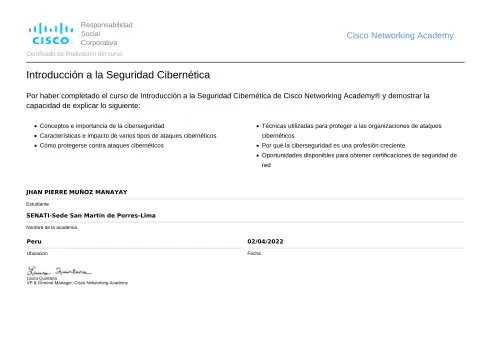 CISCO
Responsabilidad
Social
Corporativa
Cisco Networking Academy
Certificado de finalización del curso
Introducción a la Seguridad Cibernética
Por haber completado el curso de Introducción a la Seguridad Cibernética de Cisco Networking Academy® y demostrar la
capacidad de explicar lo siguiente:
• Conceptos e importancia de la ciberseguridad
• Características e impacto de varios tipos de ataques cibernéticos
• Cómo protegerse contra ataques cibernéticos
• Técnicas utilizadas para proteger a las organizaciones de ataques
cibernéticos
• Por qué la ciberseguridad es una profesión creciente
• Oportunidades disponibles para obtener certificaciones de seguridad de
red
JHAN PIERRE MUÑOZ MANAYAY
Estudiante
SENATI-Sede San Martín de Porres-Lima
Nombre de la academia
Peru
Ubicación
02/04/2022
Fecha
Laura Quintana
Laura Quintana
VP & General Manager, Cisco Networking Academy